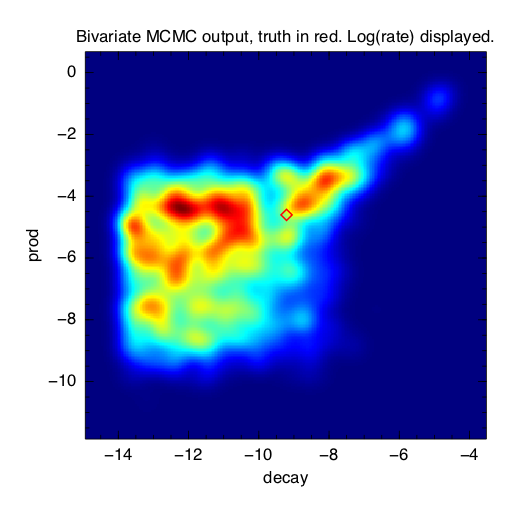 Bivariate MCMC output, truth in red. Log(rate) displayed.
0
−2
−4
−6
−8
−10
prod
−14 −12 −10 −8 −6 −4
decay